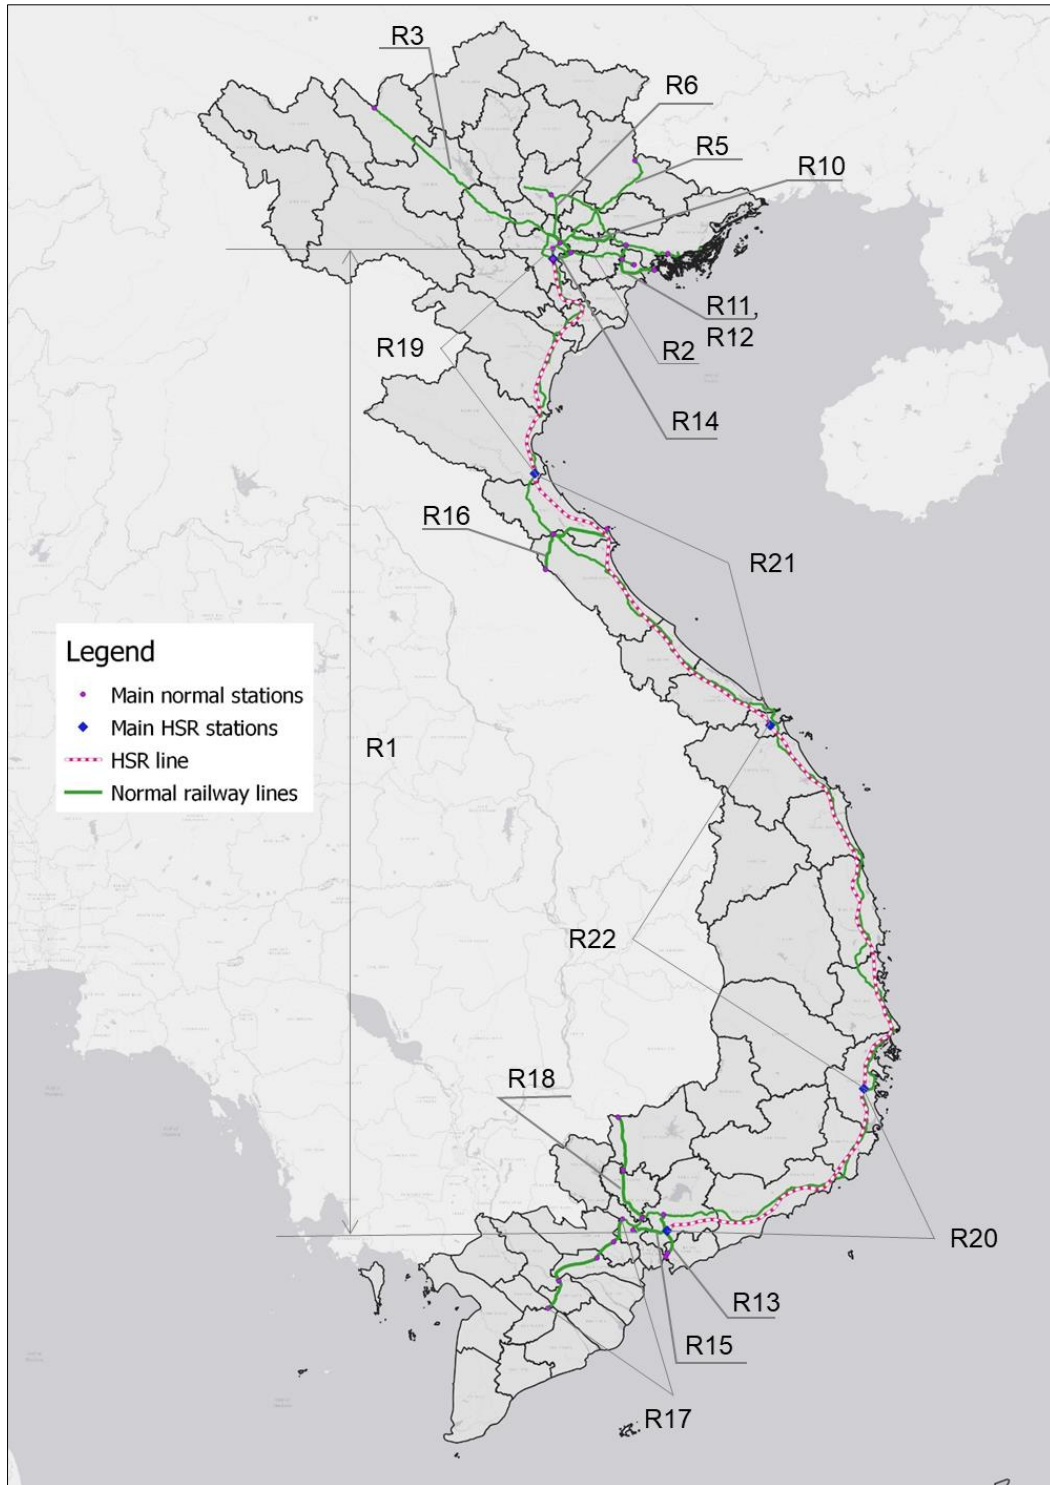 R3
R6
R5
R10
R11,
R12
R19
R2
R14
R16
R21
Legend
Main normal stations
Main HSR stations
HSR line
Normal railway lines
R1
R22
R18
R20
R13
R15
R17